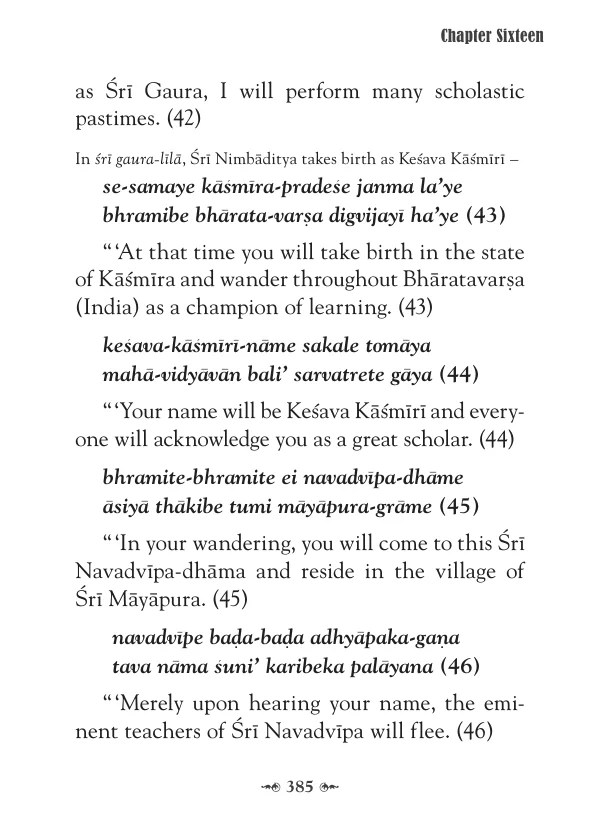 Chapter Sixteen
as Śrī Gaura, I will perform many scholastic
pastimes. (42)
In śrī gaura-līlā, Śrī Nimbāditya takes birth as Keśava Kāśmīrī –
se-samaye kāśmīra-pradeśe janma la’ye
bhramibe bhārata-varṣa digvijayī ha’ye (43)
“ ‘At that time you will take birth in the state
of Kāśmīra and wander throughout Bhāratavarṣa
(India) as a champion of learning. (43)
keśava-kāśmīrī-nāme sakale tomāya
mahā-vidyāvān bali’ sarvatrete gāya (44)
“ ‘Your name will be Keśava Kāśmīrī and every-
one will acknowledge you as a great scholar. (44)
bhramite-bhramite ei navadvīpa-dhāme
āsiyā thākibe tumi māyāpura-grāme (45)
“ ‘In your wandering, you will come to this Śrī
Navadvīpa-dhāma and reside in the village of
Śrī Māyāpura. (45)
navadvīpe baḍa-baḍa adhyāpaka-gaṇa
tava nāma śuni’ karibeka palāyana (46)
“ ‘Merely upon hearing your name, the emi-
nent teachers of Śrī Navadvīpa will flee. (46)
385